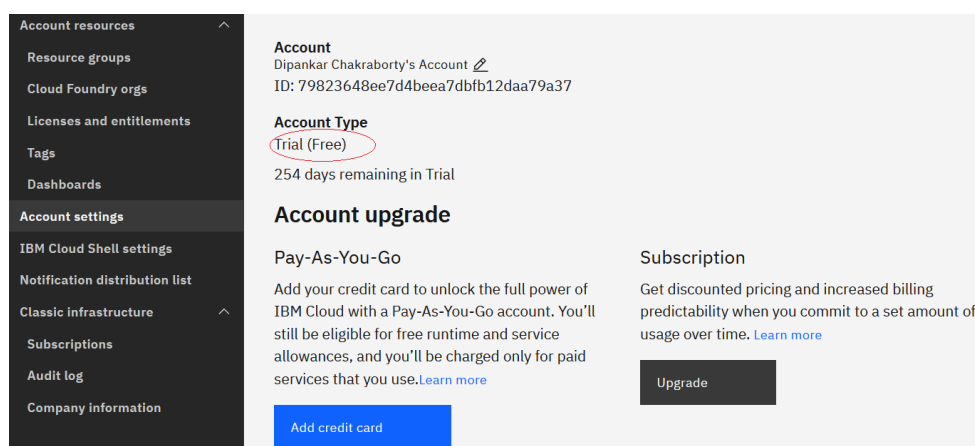 Account resources
Resource groups
Cloud Foundry orgs
Licenses and entitlements
Tags
Dashboards
Account settings
IBM Cloud Shell settings
Notification distribution list
Classic infrastructure
Subscriptions
Audit log
Company information
Account
Dipankar Chakraborty's Account
ID: 79823648ee7d4beea7dbfb12daa79a37
Account Type
Trial (Free)
254 days remaining in Trial
Account upgrade
Pay-As-You-Go
Add your credit card to unlock the full power of
IBM Cloud with a Pay-As-You-Go account. You'll
still be eligible for free runtime and service
allowances, and you'll be charged only for paid
services that you use.Learn more
Add credit card
Subscription
Get discounted pricing and increased billing
predictability when you commit to a set amount of
usage over time. Learn more
Upgrade